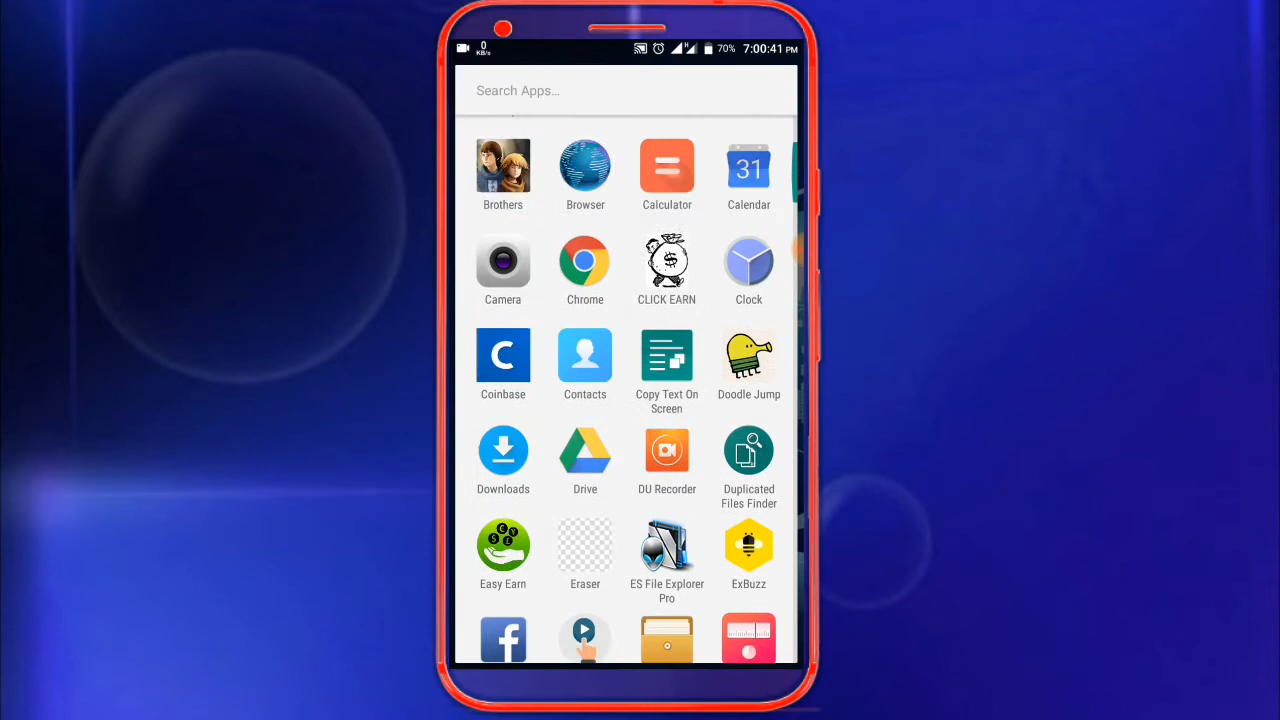 0
KB/s
H
70%
7:00:41 PM
Search Apps...
Brothers
Browser
31
Calculator
Calendar
$
Camera
Chrome
CLICK EARN
Clock
C
Coinbase
Contacts
Copy Text On
Screen
Doodle Jump
Downloads
Drive
DU Recorder
Duplicated
Files Finder
Easy Earn
Eraser
ES File Explorer
Pro
ExBuzz
f